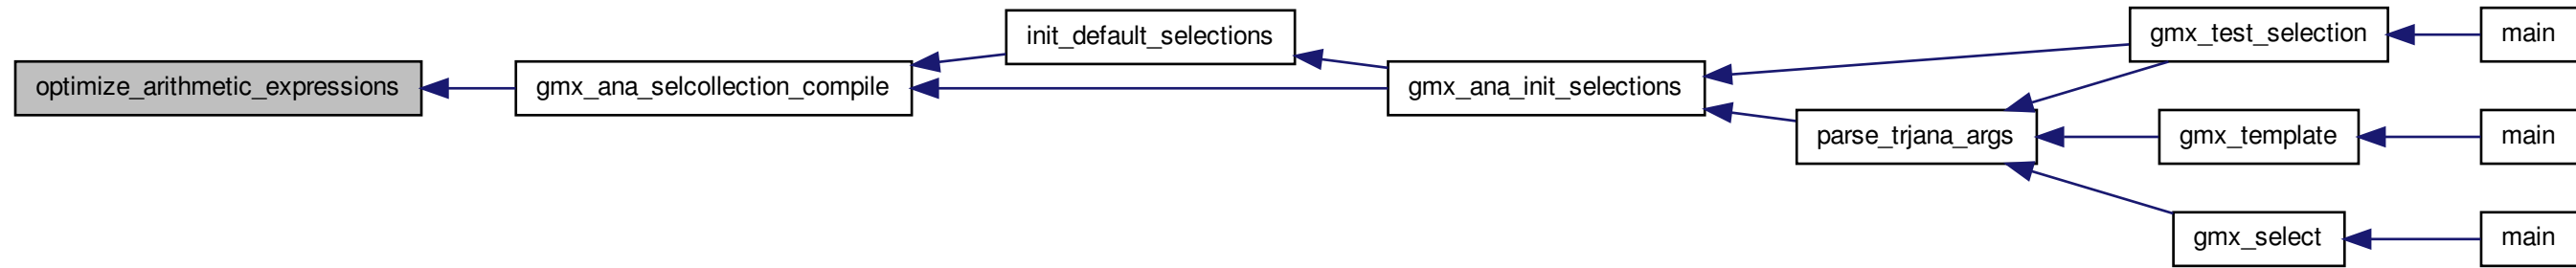 optimize_arithmetic_expressions
gmx_ana_selcollection_compile
init_default_selections
gmx_ana_init_selections
gmx_test_selection
main
parse_trjana_args
gmx_template
main
gmx_select
main